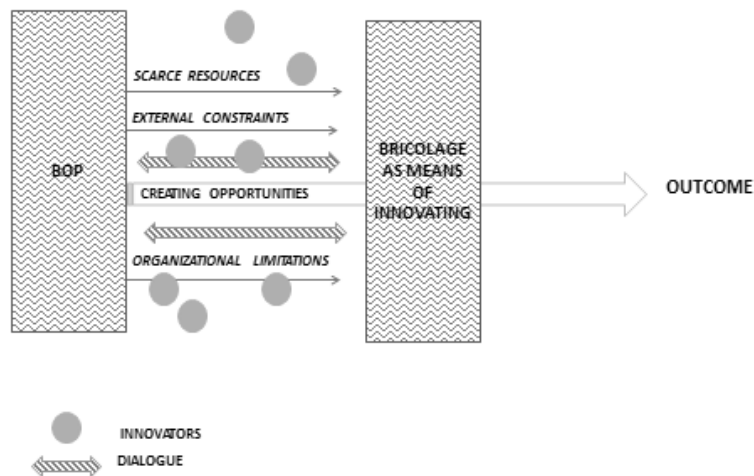 SCARCE RESOURCES
EXTERNAL CONSTRAINTS
BOP
CREATING OPPORTUNITIES
ORGANIZATIONAL LIMITATIONS
BRICOLAGE
AS MEANS
OF
INNOVATING
OUTCOME
INNOVATORS
DIALOGUE